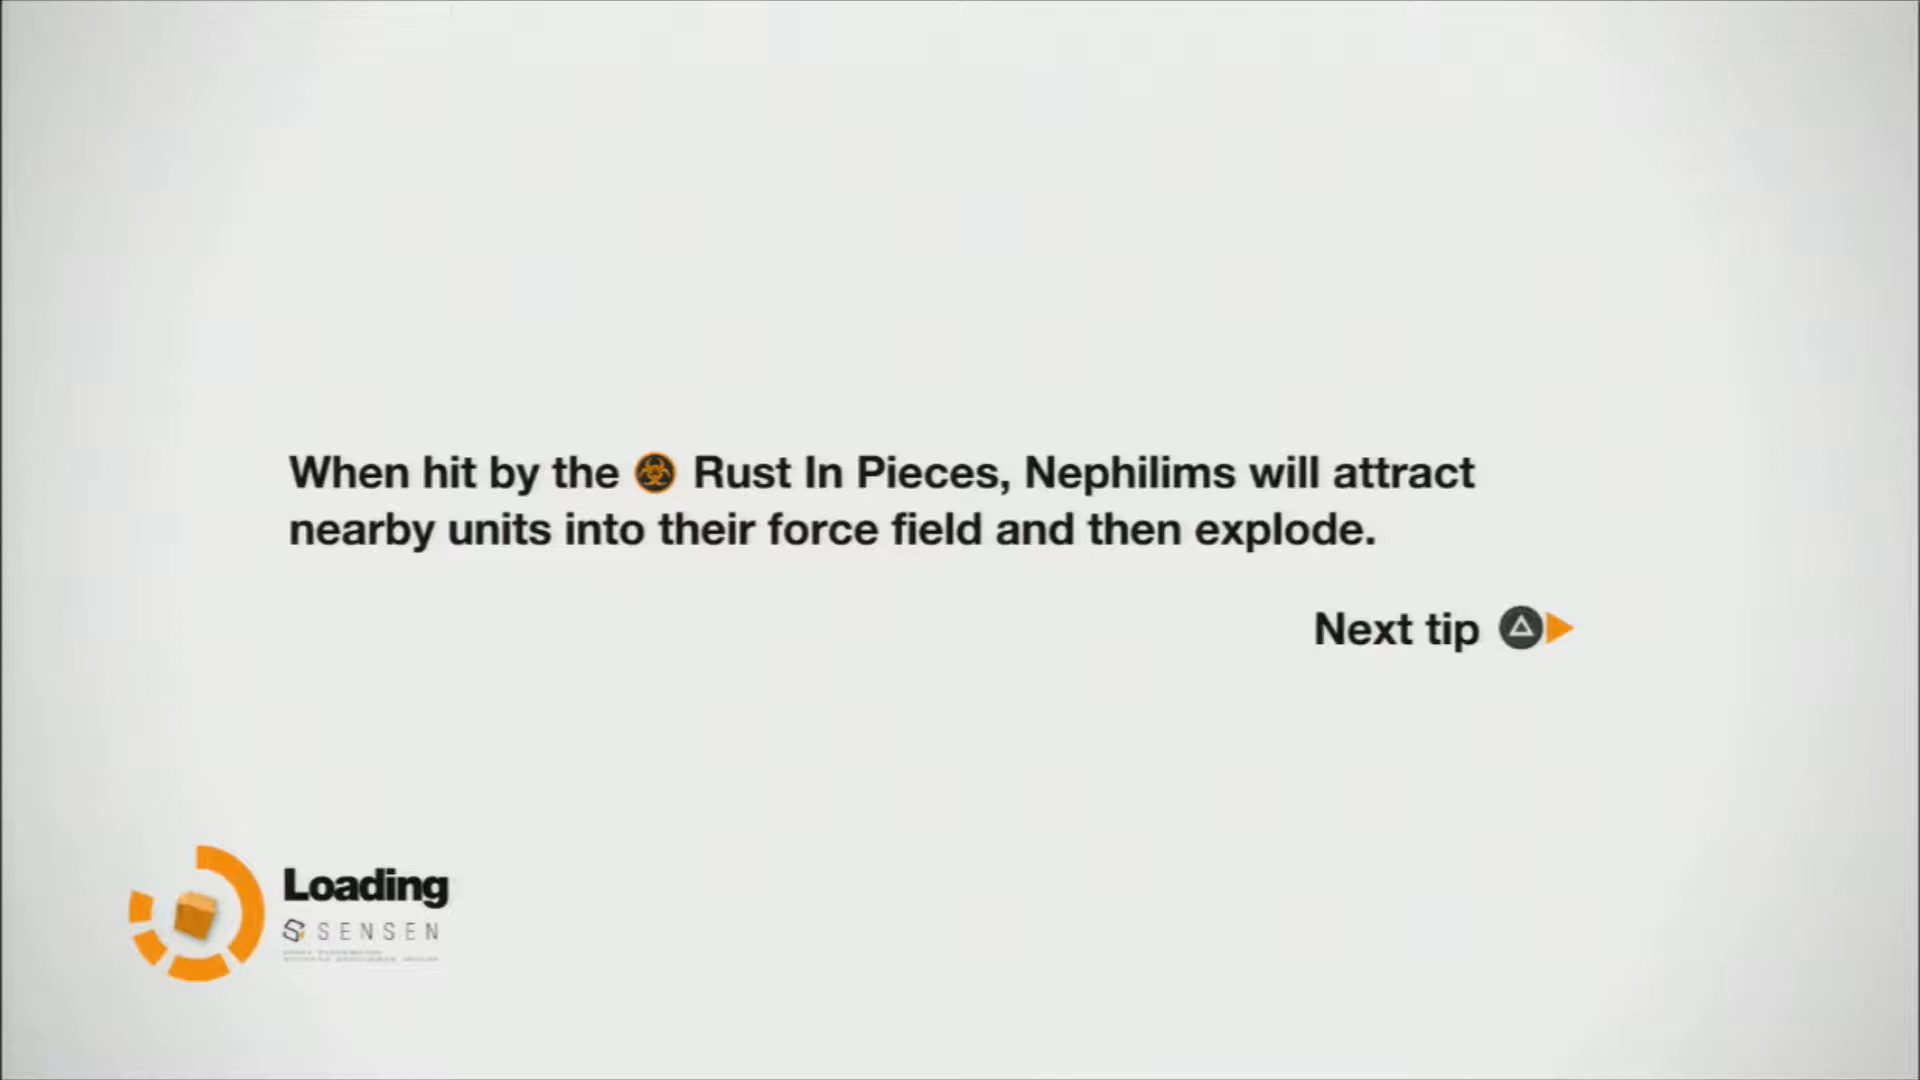 When hit by the Rust In Pieces, Nephilims will attract
nearby units into their force field and then explode.
Next tip
Loading
SENSEN